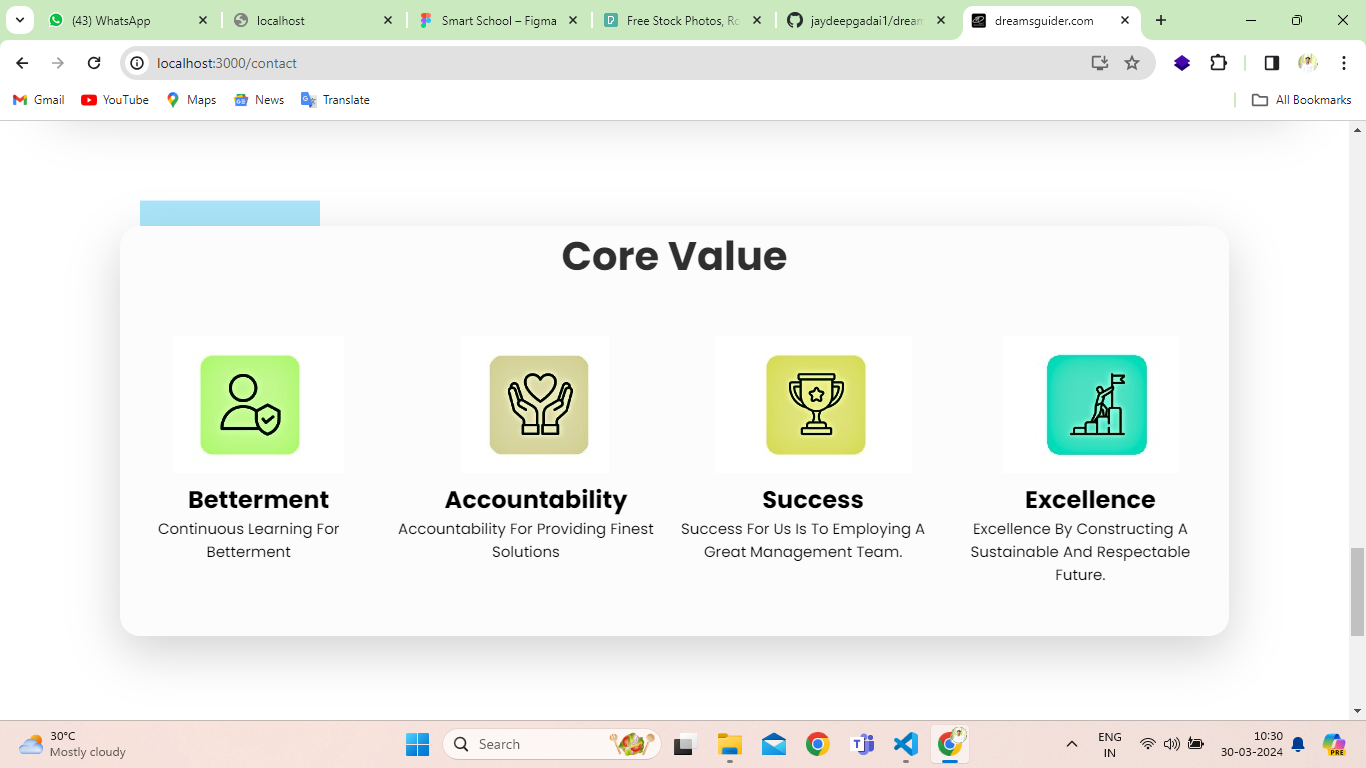 (43) WhatsApp
localhost
Smart School – Figma
Free Stock Photos, Ro
jaydeepgadai1/dream
dreamsguider.com
localhost:3000/contact
Gmail
YouTube
Maps
News
Translate
All Bookmarks
Core Value
Betterment
Continuous Learning For
Betterment
Accountability
Accountability For Providing Finest
Solutions
Success
Success For Us Is To Employing A
Great Management Team.
Excellence
Excellence By Constructing A
Sustainable And Respectable
Future.
30°C
Mostly cloudy
Search
ENG
IN
10:30
30-03-2024
PRE